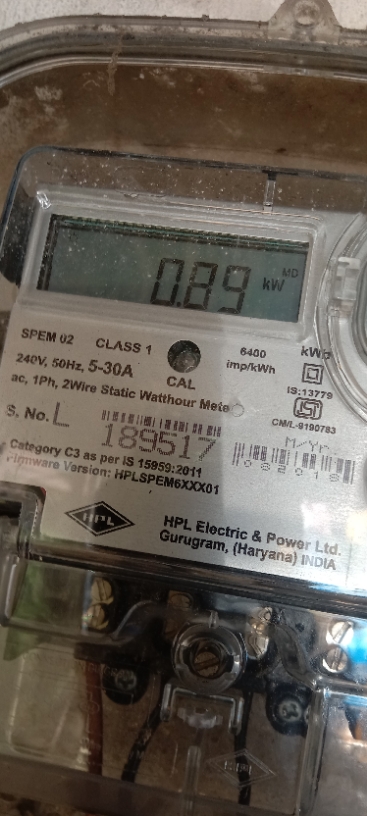 MD
0.89 kW
SPEM 02 CLASS 1 6400 imp/kWh kWh
240V, 50Hz, 5-30A CAL
ac, 1Ph, 2Wire Static Watthour Mete
IS:13779
CM/L-9190783
S. No. L 189517 M/Yr
082018
Category C3 as per IS 15959:2011
Firmware Version: HPLSPEM6XXX01
HPL
HPL Electric & Power Ltd.
Gurugram, (Haryana) INDIA